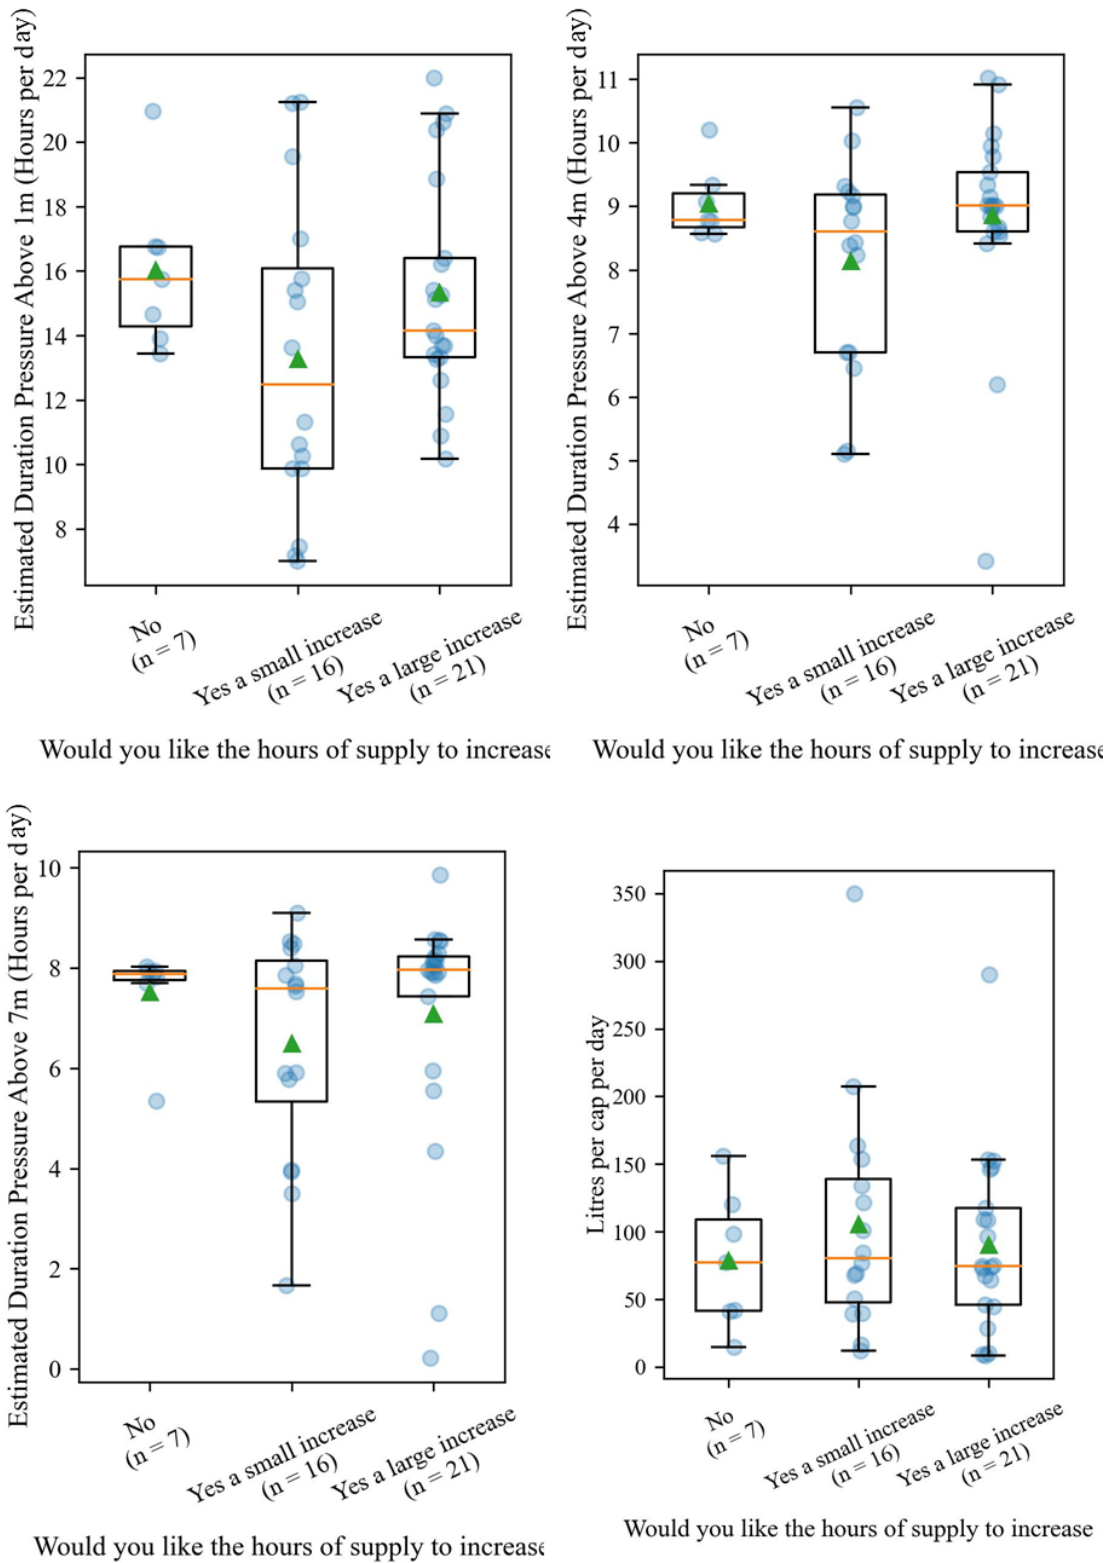 Estimated Duration Pressure Above 1m (Hours per day)
22
20
18
16
14
12
10
8
No
(n = 7)
Yes a small increase
(n = 16)
Yes a large increase
(n = 21)
Would you like the hours of supply to increase
Estimated Duration Pressure Above 4m (Hours per day)
11
10
9
8
7
6
5
4
No
(n = 7)
Yes a small increase
(n = 16)
Yes a large increase
(n = 21)
Would you like the hours of supply to increase
Estimated Duration Pressure Above 7m (Hours per day)
10
8
6
4
2
0
No
(n = 7)
Yes a small increase
(n = 16)
Yes a large increase
(n = 21)
Would you like the hours of supply to increase
Litres per cap per day
350
300
250
200
150
100
50
0
No
(n = 7)
Yes a small increase
(n = 16)
Yes a large increase
(n = 21)
Would you like the hours of supply to increase